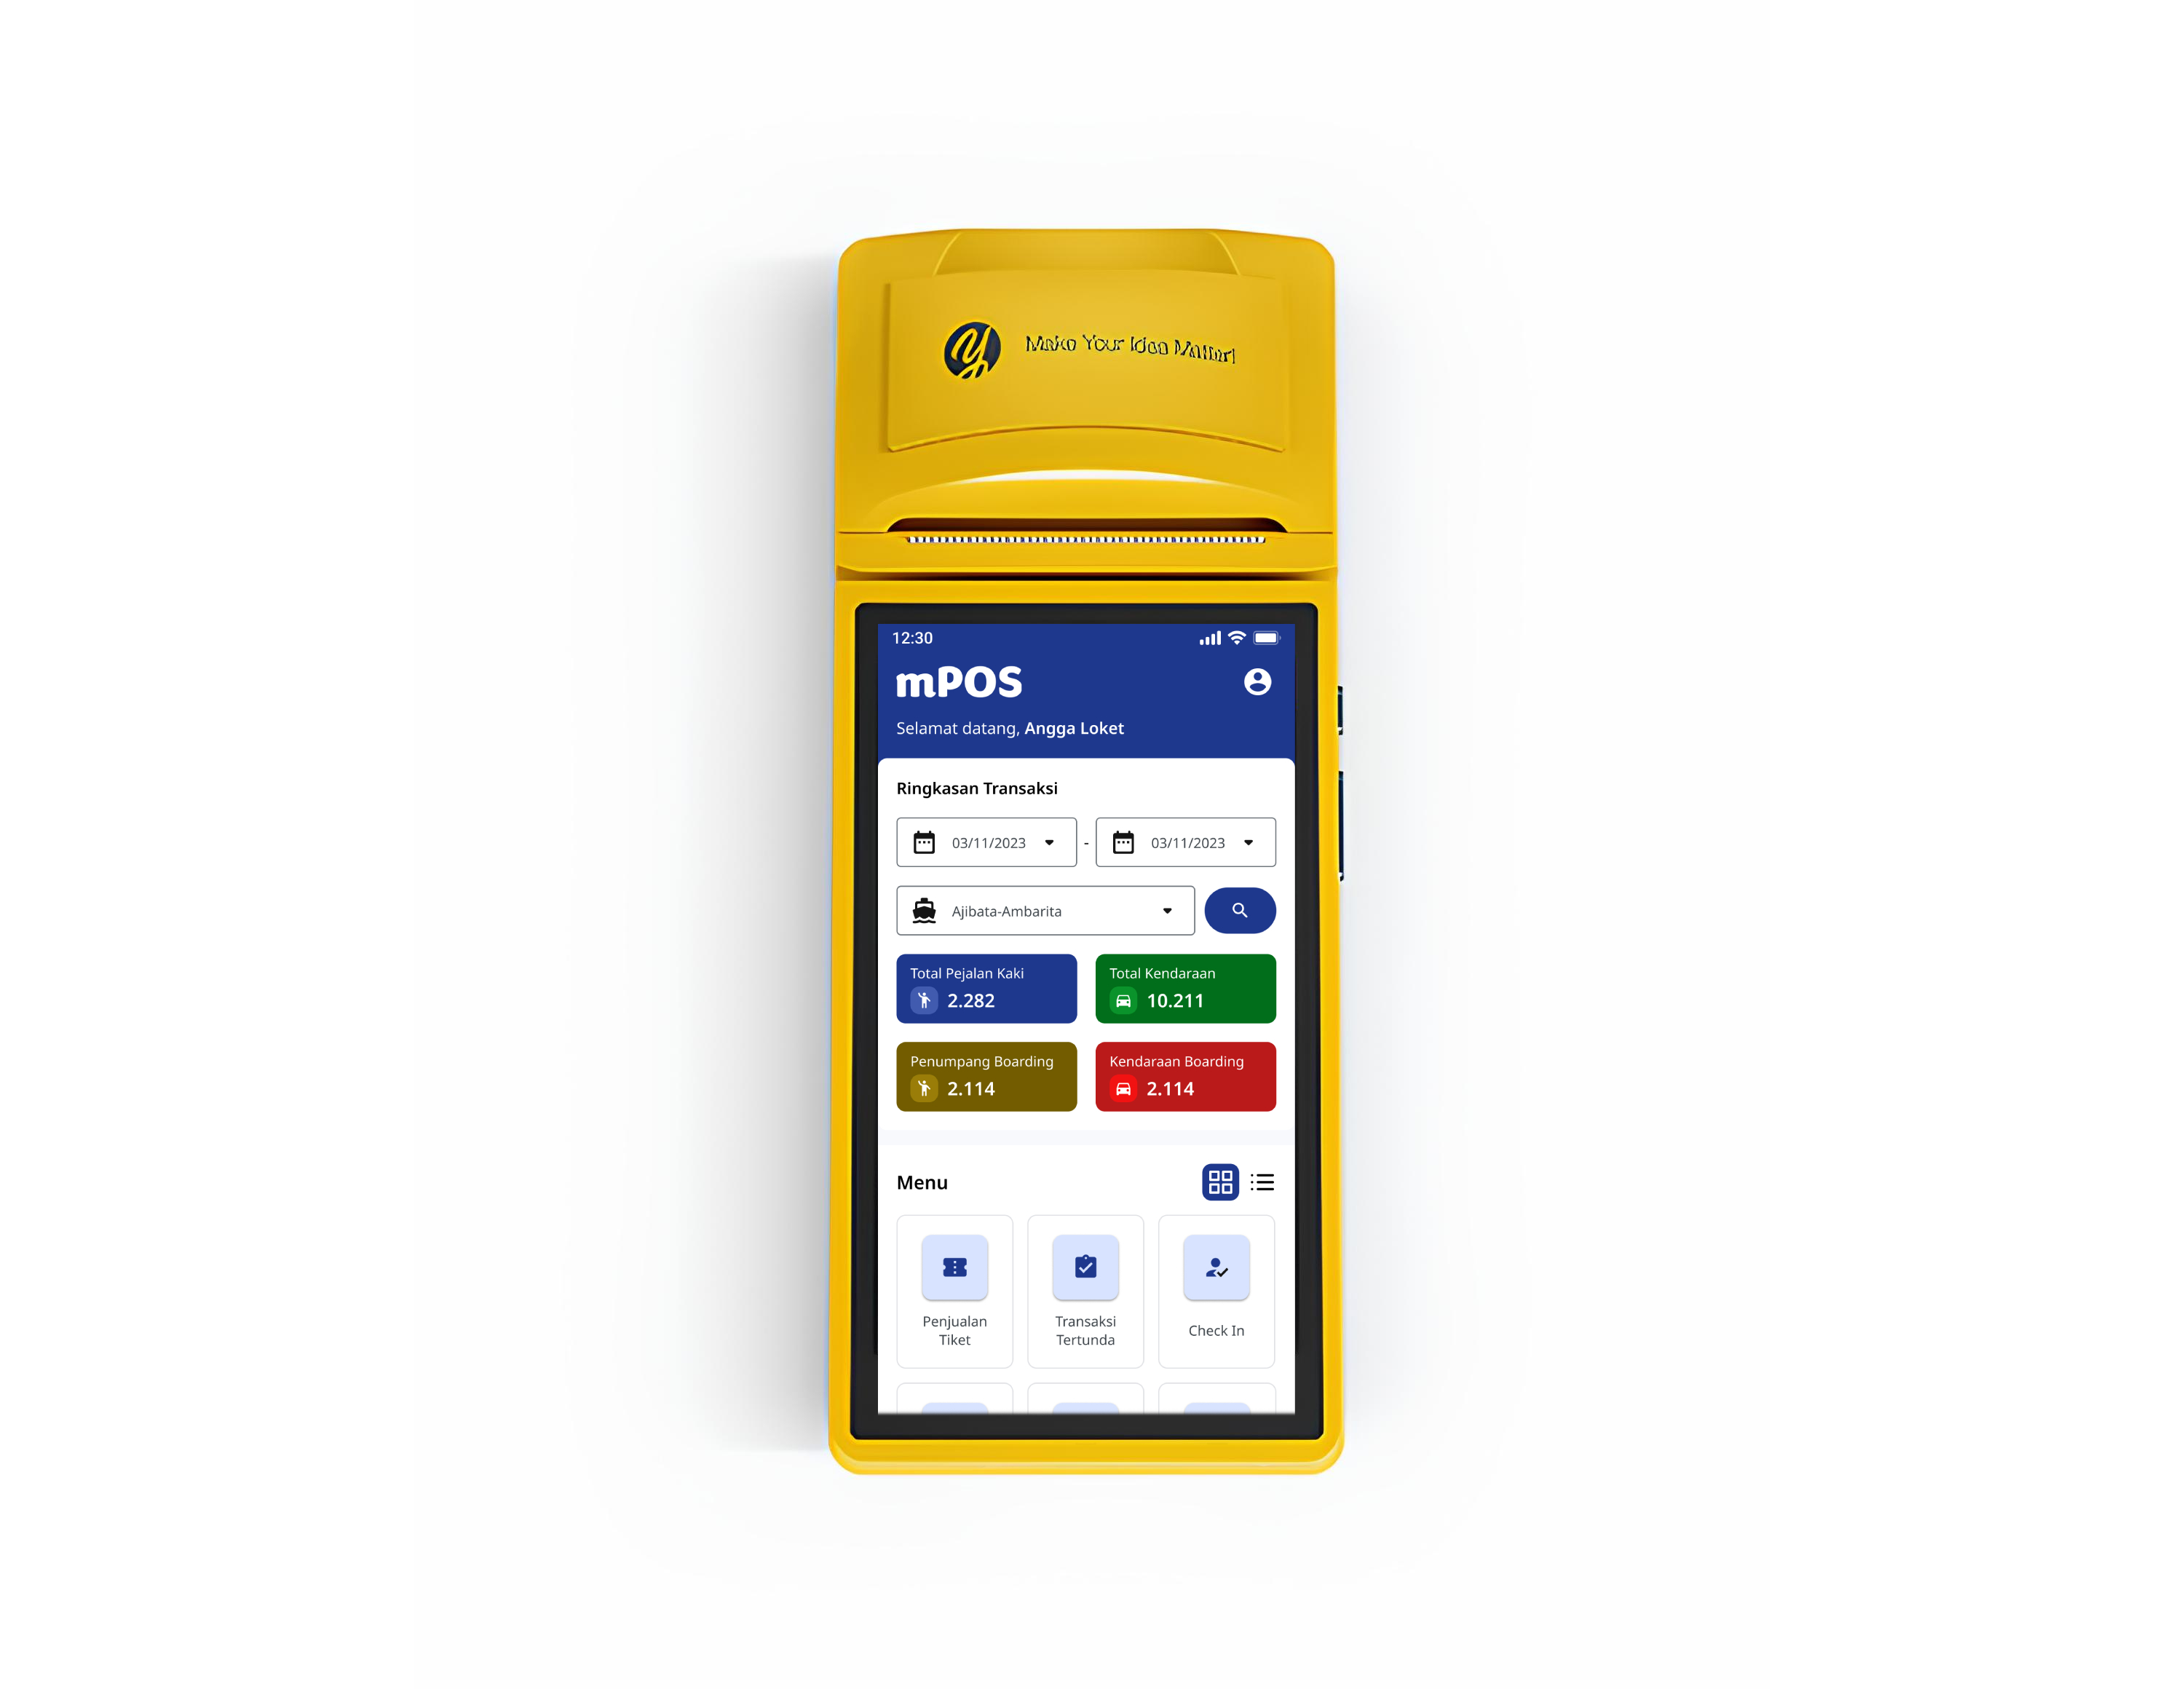 Make Your Idea Matter!
12:30
mPOS
Selamat datang, Angga Loket
Ringkasan Transaksi
03/11/2023 - 03/11/2023
Ajibata-Ambarita
Total Pejalan Kaki
2.282
Total Kendaraan
10.211
Penumpang Boarding
2.114
Kendaraan Boarding
2.114
Menu
Penjualan
Tiket
Transaksi
Tertunda
Check In